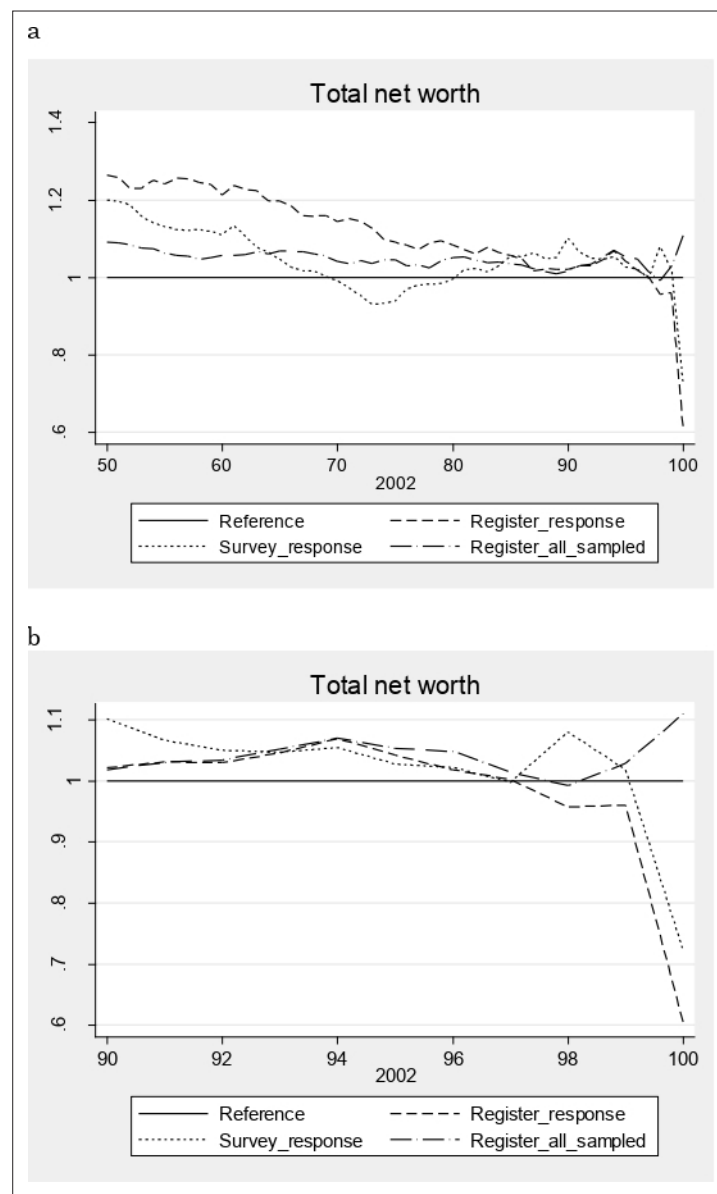 a
Total net worth
1.4
1.2
1
.8
.6
50 60 70 80 90 100
2002
Reference Register_response
Survey_response Register_all_sampled
b
Total net worth
1.1
1
.9
.8
.7
.6
90 92 94 96 98 100
2002
Reference Register_response
Survey_response Register_all_sampled